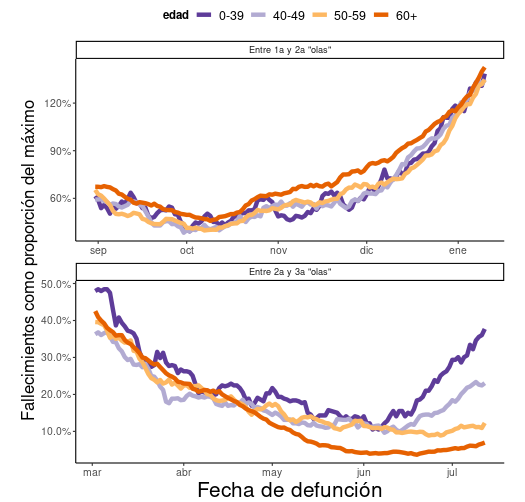 edad 0-39 40-49 50-59 60+
Entre 1a y 2a "olas"
120%
90%
60%
sep oct nov dic ene
Entre 2a y 3a "olas"
50.0%
40.0%
30.0%
20.0%
10.0%
mar abr may jun jul
Fallecimientos como proporción del máximo
Fecha de defunción